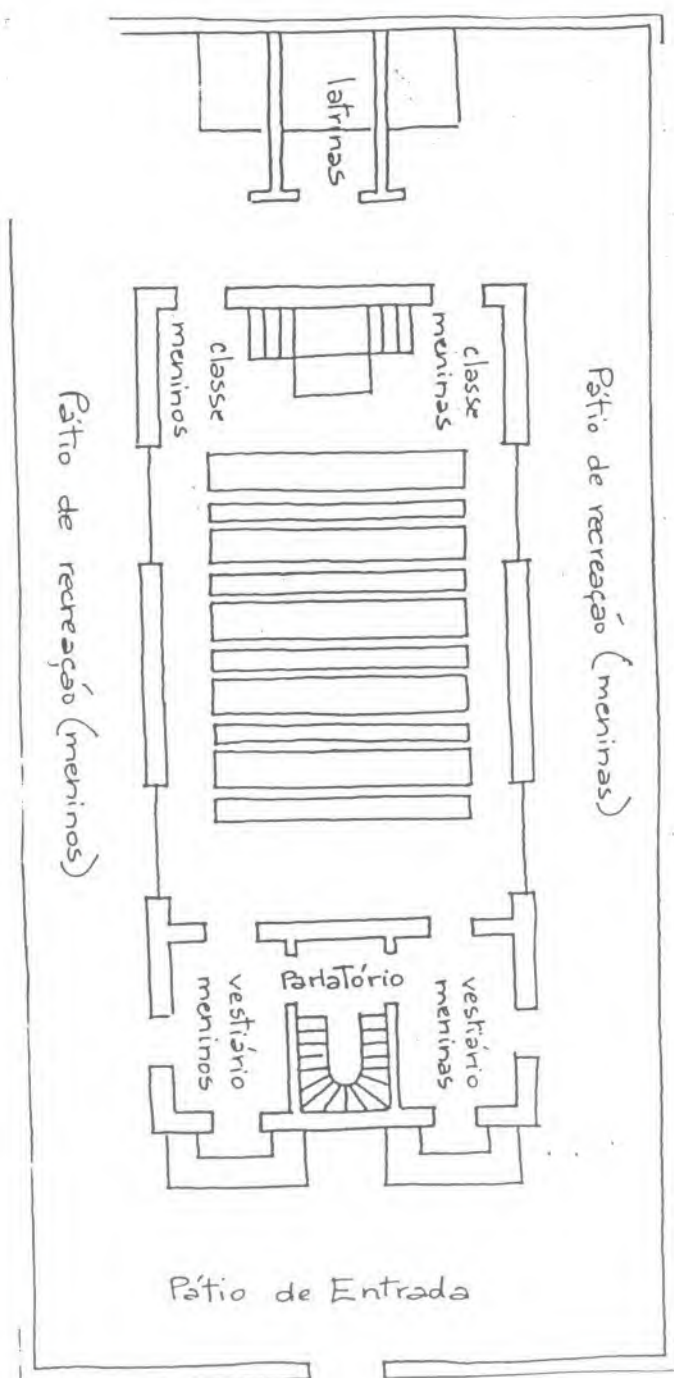 latrinas
classe
meninos
classe
meninas
Pátio de recreação (meninos)
Pátio de recreação (meninas)
Parlatório
vestiário
meninos
vestiário
meninas
Pátio de Entrada